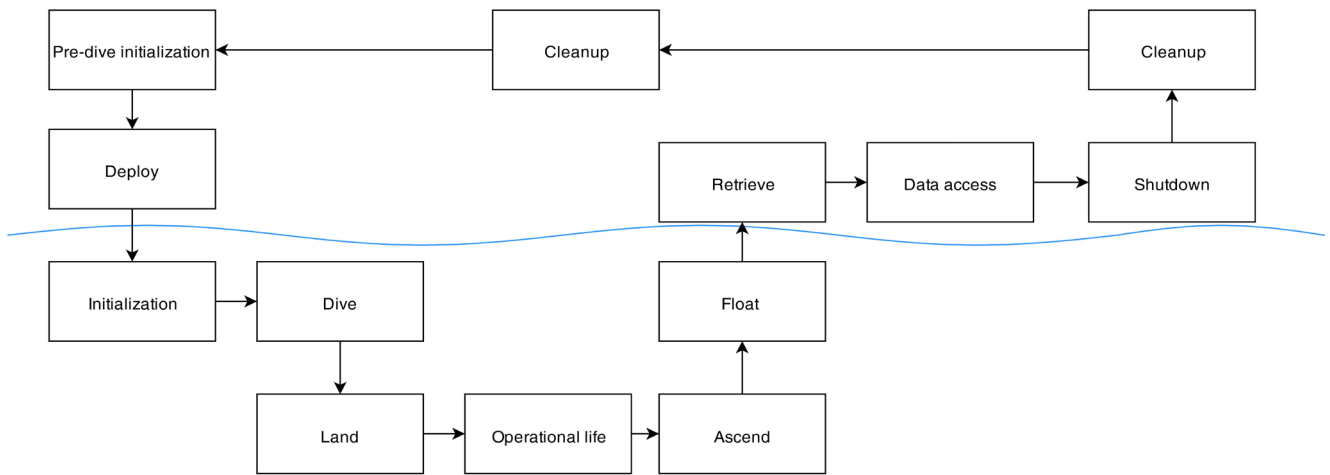 Pre-dive initialization
Cleanup
Cleanup
Deploy
Retrieve
Data access
Shutdown
Initialization
Dive
Float
Land
Operational life
Ascend